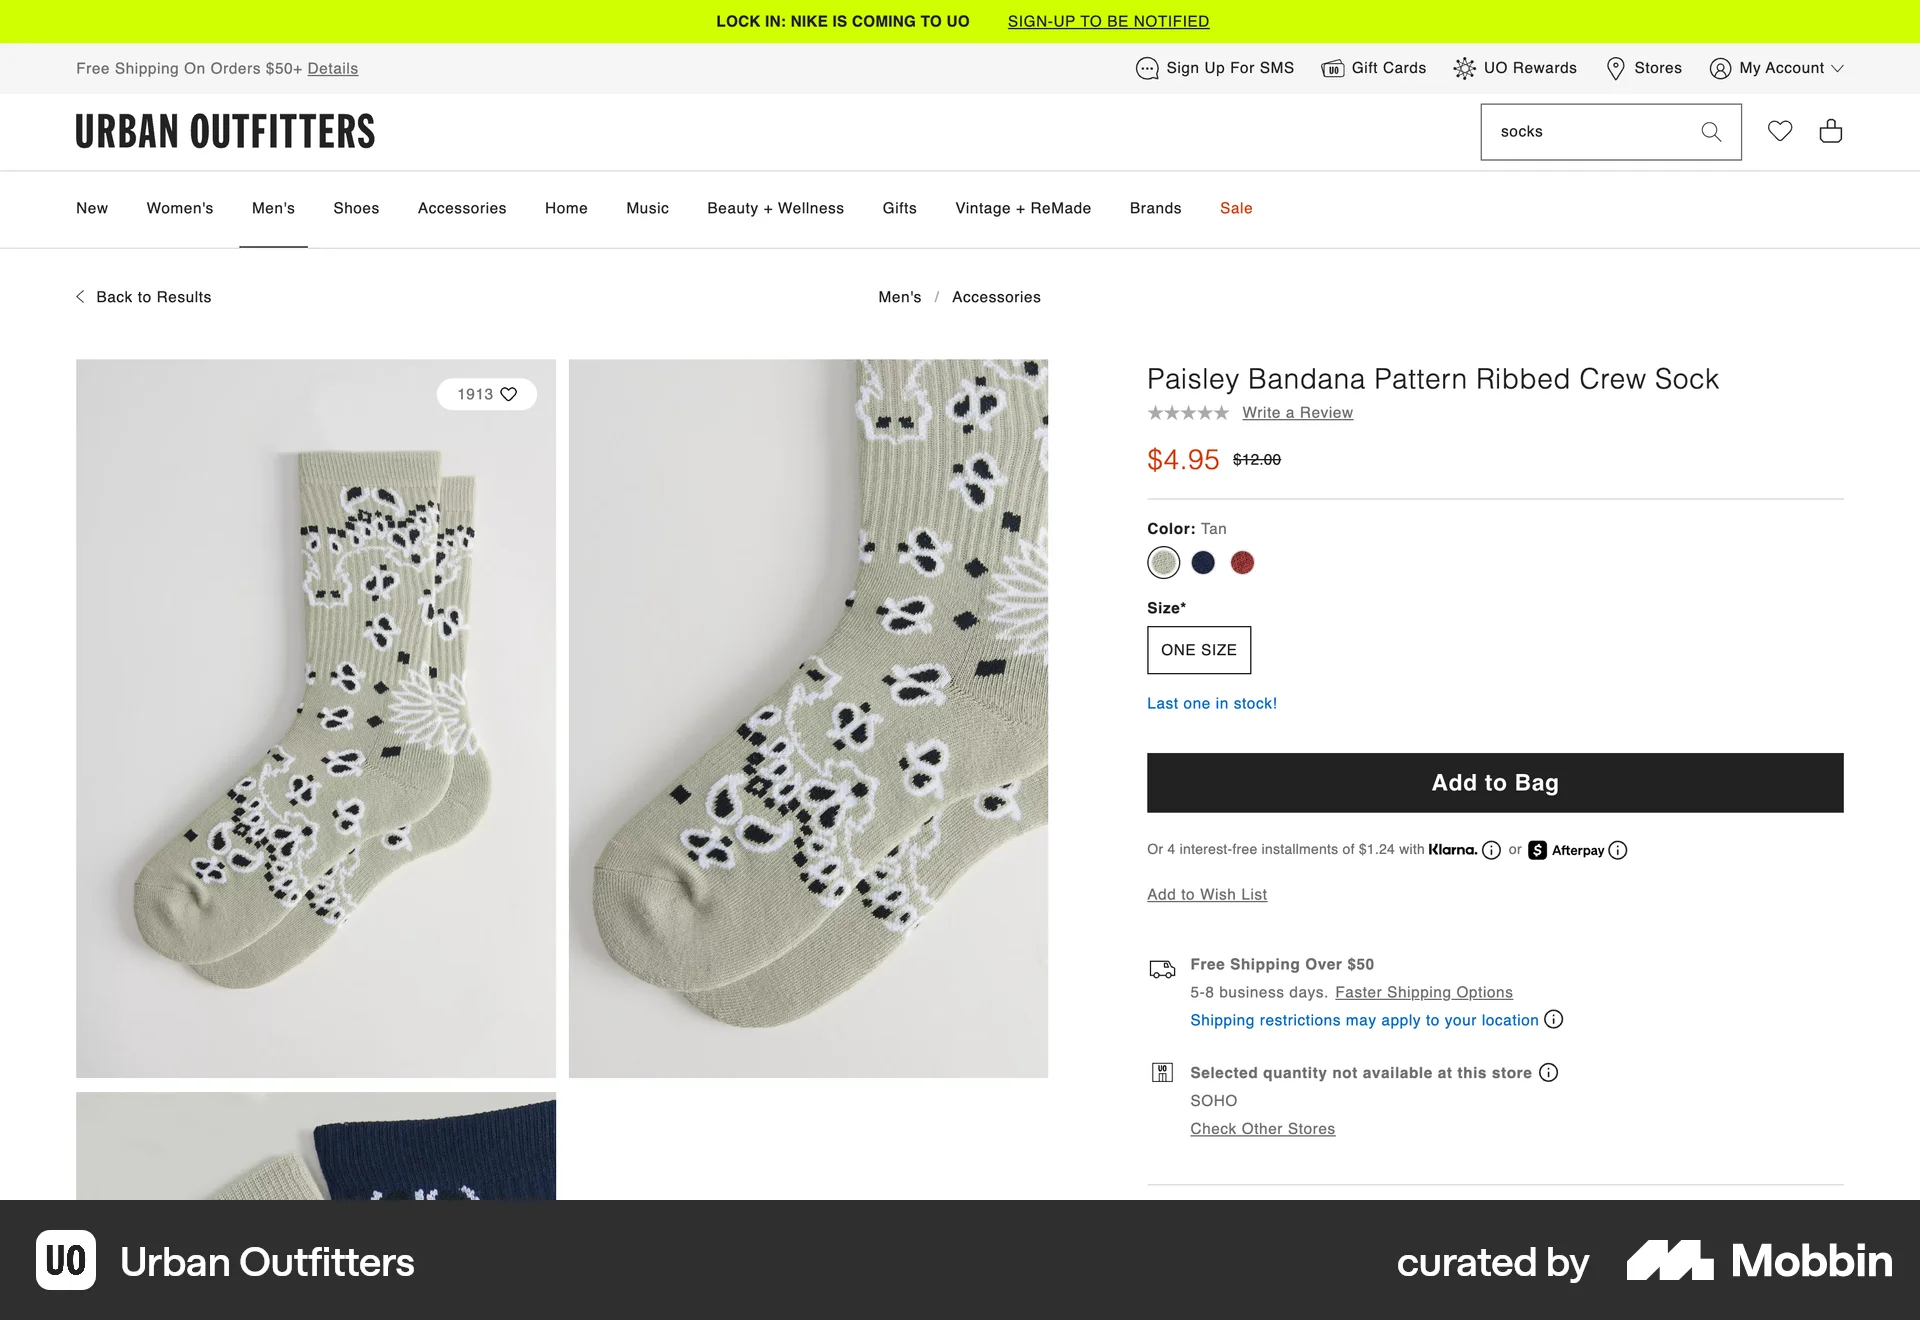 LOCK IN: NIKE IS COMING TO UO SIGN-UP TO BE NOTIFIED
Free Shipping On Orders $50+ Details
Sign Up For SMS UO Gift Cards UO Rewards Stores My Account
URBAN OUTFITTERS
socks
New Women's Men's Shoes Accessories Home Music Beauty + Wellness Gifts Vintage + ReMade Brands Sale
Back to Results
Men's / Accessories
1913
Paisley Bandana Pattern Ribbed Crew Sock
Write a Review
$4.95 $12.00
Color: Tan
Size*
ONE SIZE
Last one in stock!
Add to Bag
Or 4 interest-free installments of $1.24 with Klarna. or Afterpay
Add to Wish List
Free Shipping Over $50
5-8 business days. Faster Shipping Options
Shipping restrictions may apply to your location
UO Selected quantity not available at this store
SOHO
Check Other Stores
UO Urban Outfitters
curated by Mobbin